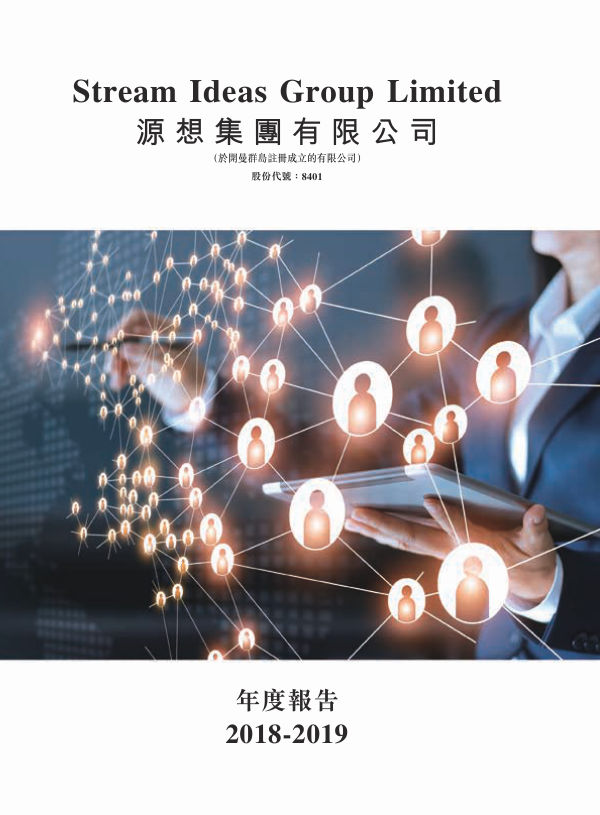 Stream Ideas Group Limited
源想集團有限公司
（於開曼群島註冊成立的有限公司）
股份代號：8401
年度報告
2018-2019